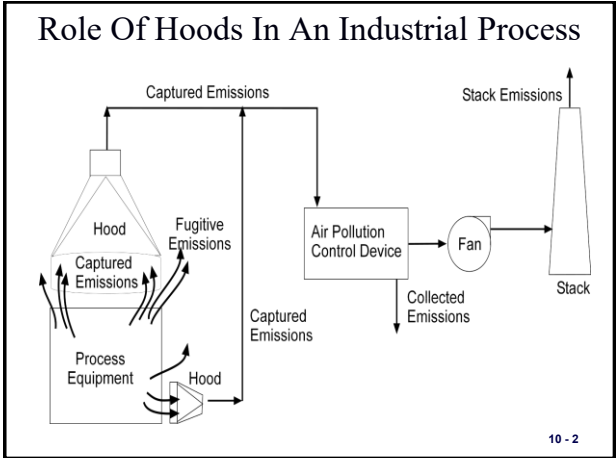 Role Of Hoods In An Industrial Process
Captured Emissions
Stack Emissions
Hood
Fugitive
Emissions
Captured
Emissions
Air Pollution
Control Device
Fan
Stack
Collected
Emissions
Captured
Emissions
Process
Equipment
Hood
10 - 2